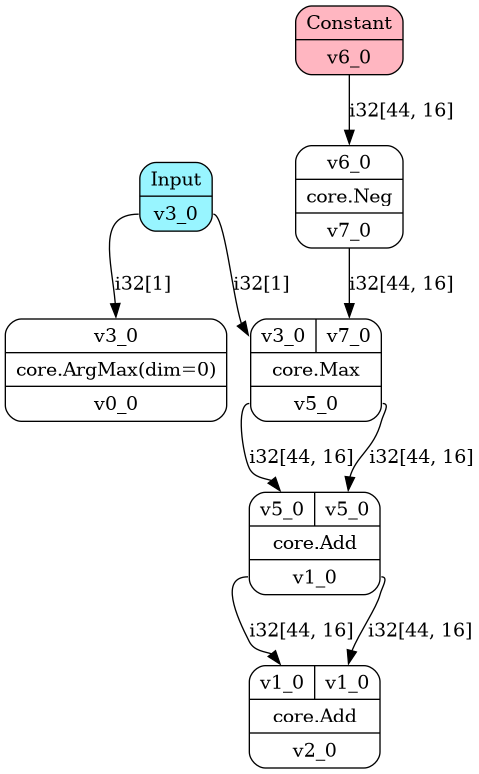 Constant
v6_0
i32[44, 16]
v6_0
core.Neg
v7_0
Input
v3_0
i32[1]
i32[1]
i32[44, 16]
v3_0
core.ArgMax(dim=0)
v0_0
v3_0 v7_0
core.Max
v5_0
i32[44, 16] i32[44, 16]
v5_0 v5_0
core.Add
v1_0
i32[44, 16] i32[44, 16]
v1_0 v1_0
core.Add
v2_0